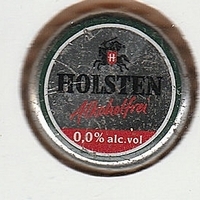 H
HOLSTEN
Alkoholfrei
0,0% alc.vol